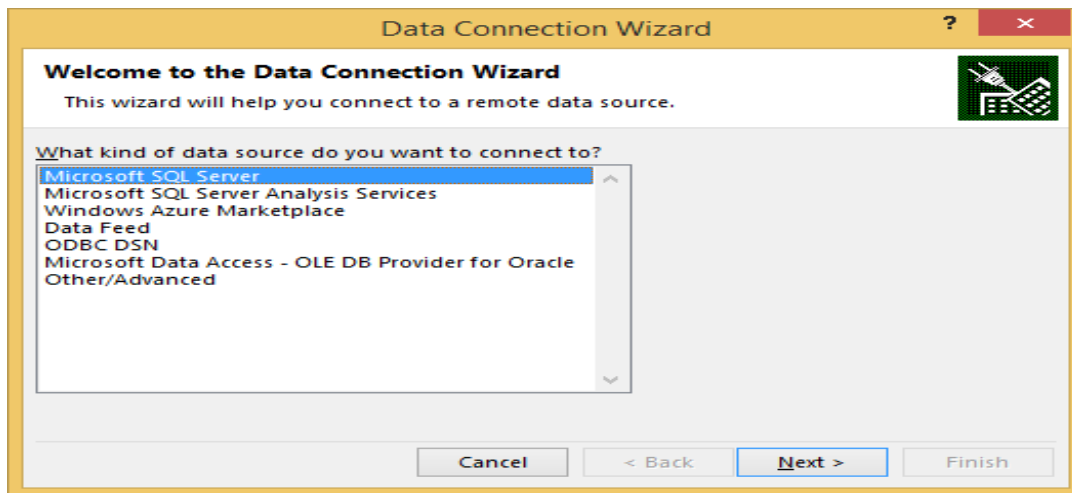 Data Connection Wizard
?
Welcome to the Data Connection Wizard
This wizard will help you connect to a remote data source.
What kind of data source do you want to connect to?
Microsoft SQL Server
Microsoft SQL Server Analysis Services
Windows Azure Marketplace
Data Feed
ODBC DSN
Microsoft Data Access - OLE DB Provider for Oracle
Other/Advanced
Cancel < Back Next > Finish